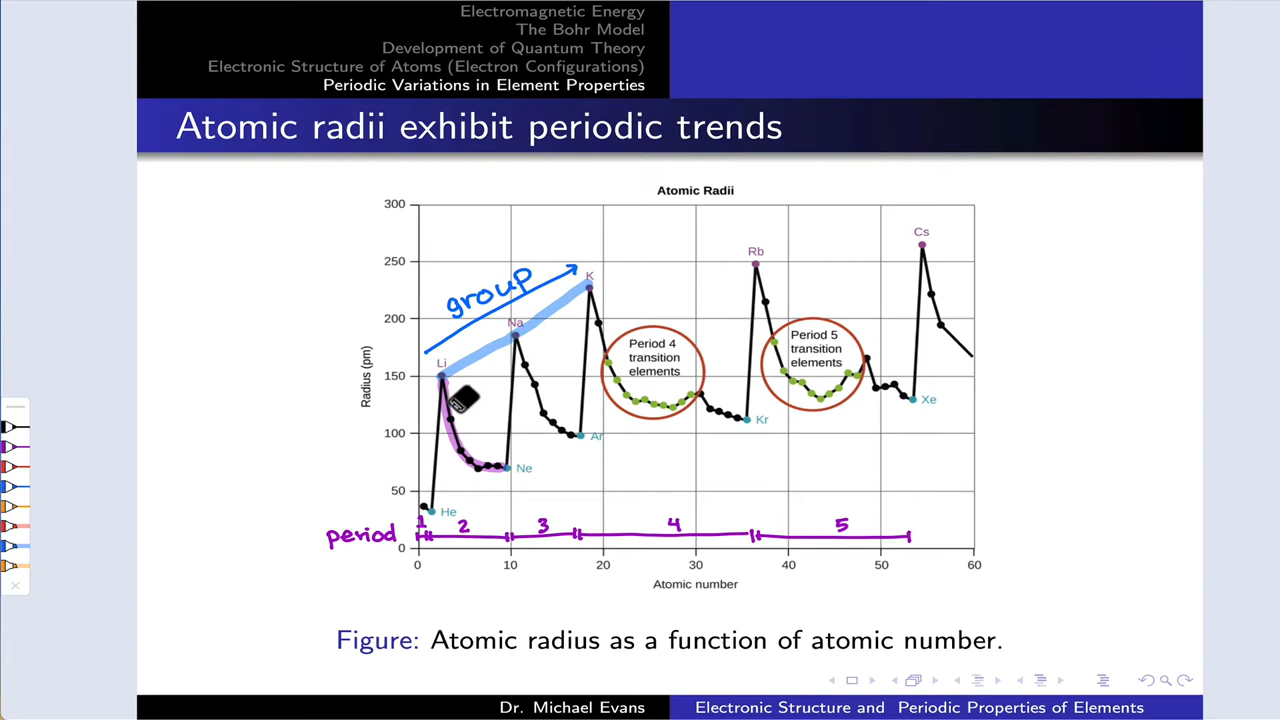 Electromagnetic Energy
The Bohr Model
Development of Quantum Theory
Electronic Structure of Atoms (Electron Configurations)
Periodic Variations in Element Properties
Atomic radii exhibit periodic trends
Atomic Radii
300
250
200
150
100
50
0
Radius (pm)
Li
Na
K
Rb
Cs
He
Ne
Ar
Kr
Xe
group
Period 4
transition
elements
Period 5
transition
elements
period 1 2 3 4 5
0 10 20 30 40 50 60
Atomic number
Figure: Atomic radius as a function of atomic number.
Dr. Michael Evans Electronic Structure and Periodic Properties of Elements